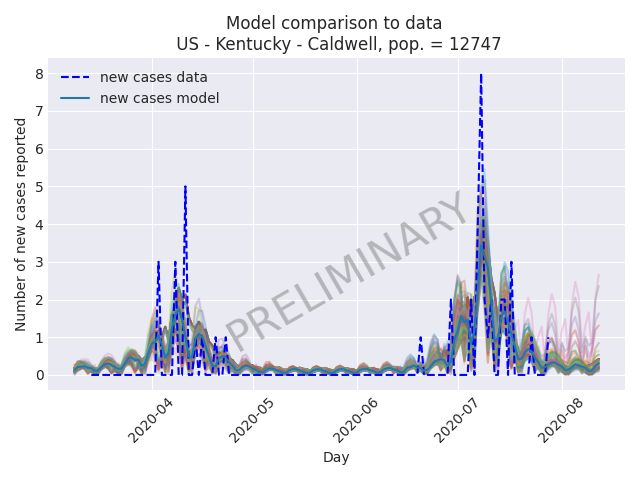 Model comparison to data
US - Kentucky - Caldwell, pop. = 12747
new cases data
new cases model
PRELIMINARY
Number of new cases reported
8
7
6
5
4
3
2
1
0
2020-04
2020-05
2020-06
2020-07
2020-08
Day